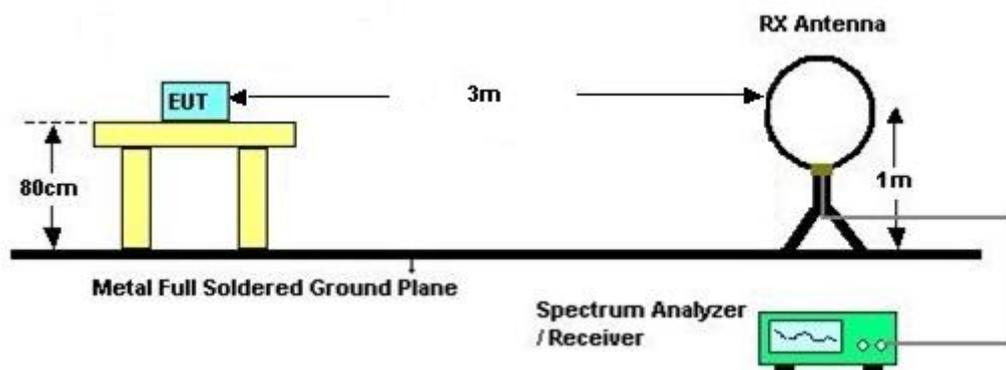 RX Antenna
3m
EUT
80cm
1m
Metal Full Soldered Ground Plane
Spectrum Analyzer
/ Receiver